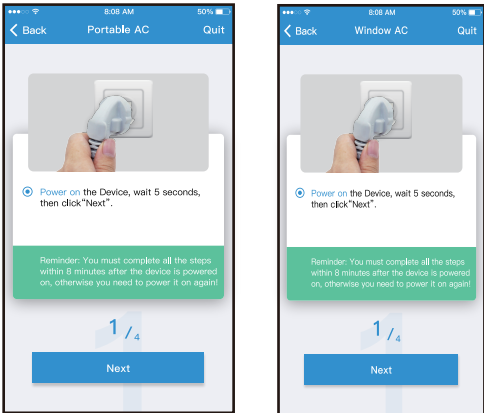 8:08 AM 50%
Back Portable AC Quit
Power on the Device, wait 5 seconds,
then click“Next”.
Reminder: You must complete all the steps
within 8 minutes after the device is powered
on, otherwise you need to power it on again!
1/4
Next
8:08 AM 50%
Back Window AC Quit
Power on the Device, wait 5 seconds,
then click“Next”.
Reminder: You must complete all the steps
within 8 minutes after the device is powered
on, otherwise you need to power it on again!
1/4
Next